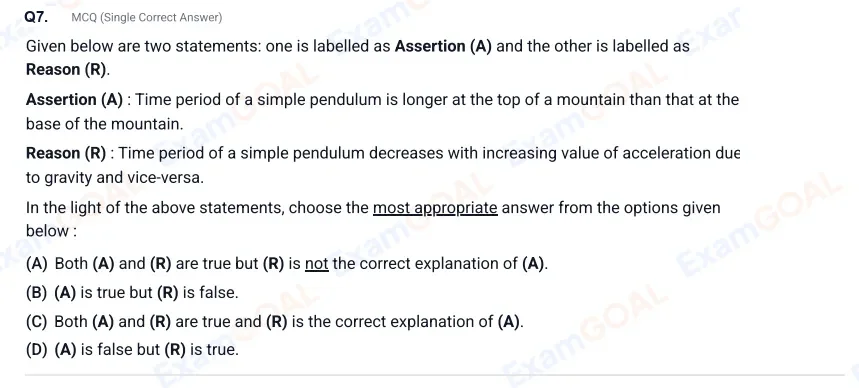 Q7. MCQ (Single Correct Answer)
Given below are two statements: one is labelled as Assertion (A) and the other is labelled as
Reason (R).
Assertion (A) : Time period of a simple pendulum is longer at the top of a mountain than that at the
base of the mountain.
Reason (R) : Time period of a simple pendulum decreases with increasing value of acceleration due
to gravity and vice-versa.
In the light of the above statements, choose the most appropriate answer from the options given
below :
(A) Both (A) and (R) are true but (R) is not the correct explanation of (A).
(B) (A) is true but (R) is false.
(C) Both (A) and (R) are true and (R) is the correct explanation of (A).
(D) (A) is false but (R) is true.
ExamGOAL